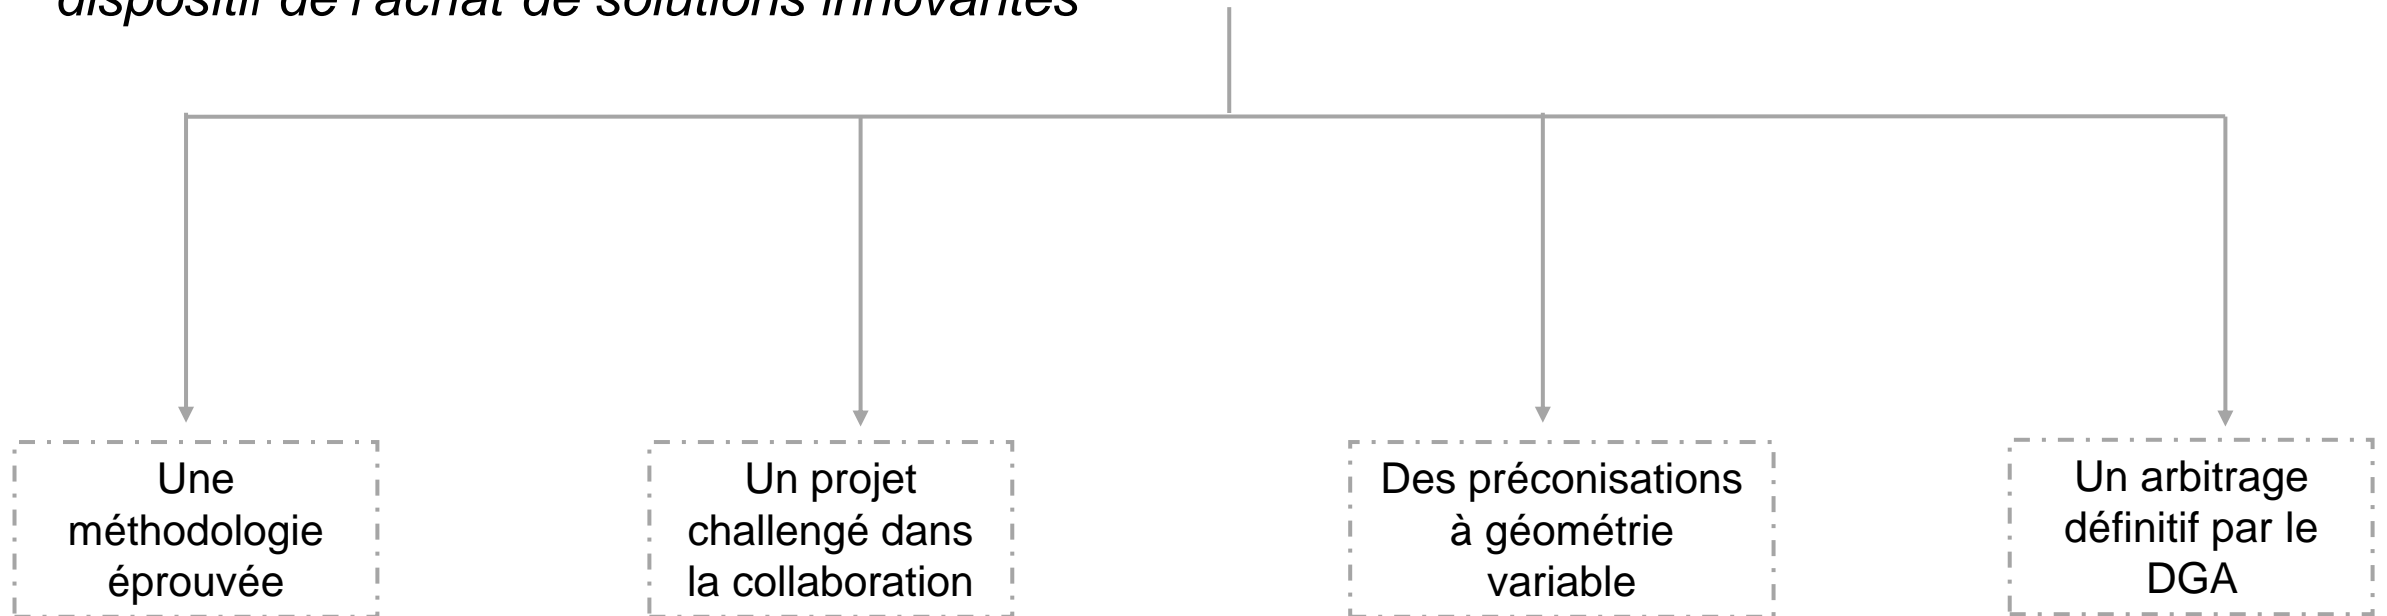 dispositif de l'achat de solutions innovantes
Une
méthodologie
éprouvée
Un projet
challengé dans
la collaboration
Des préconisations
à géométrie
variable
Un arbitrage
définitif par le
DGA